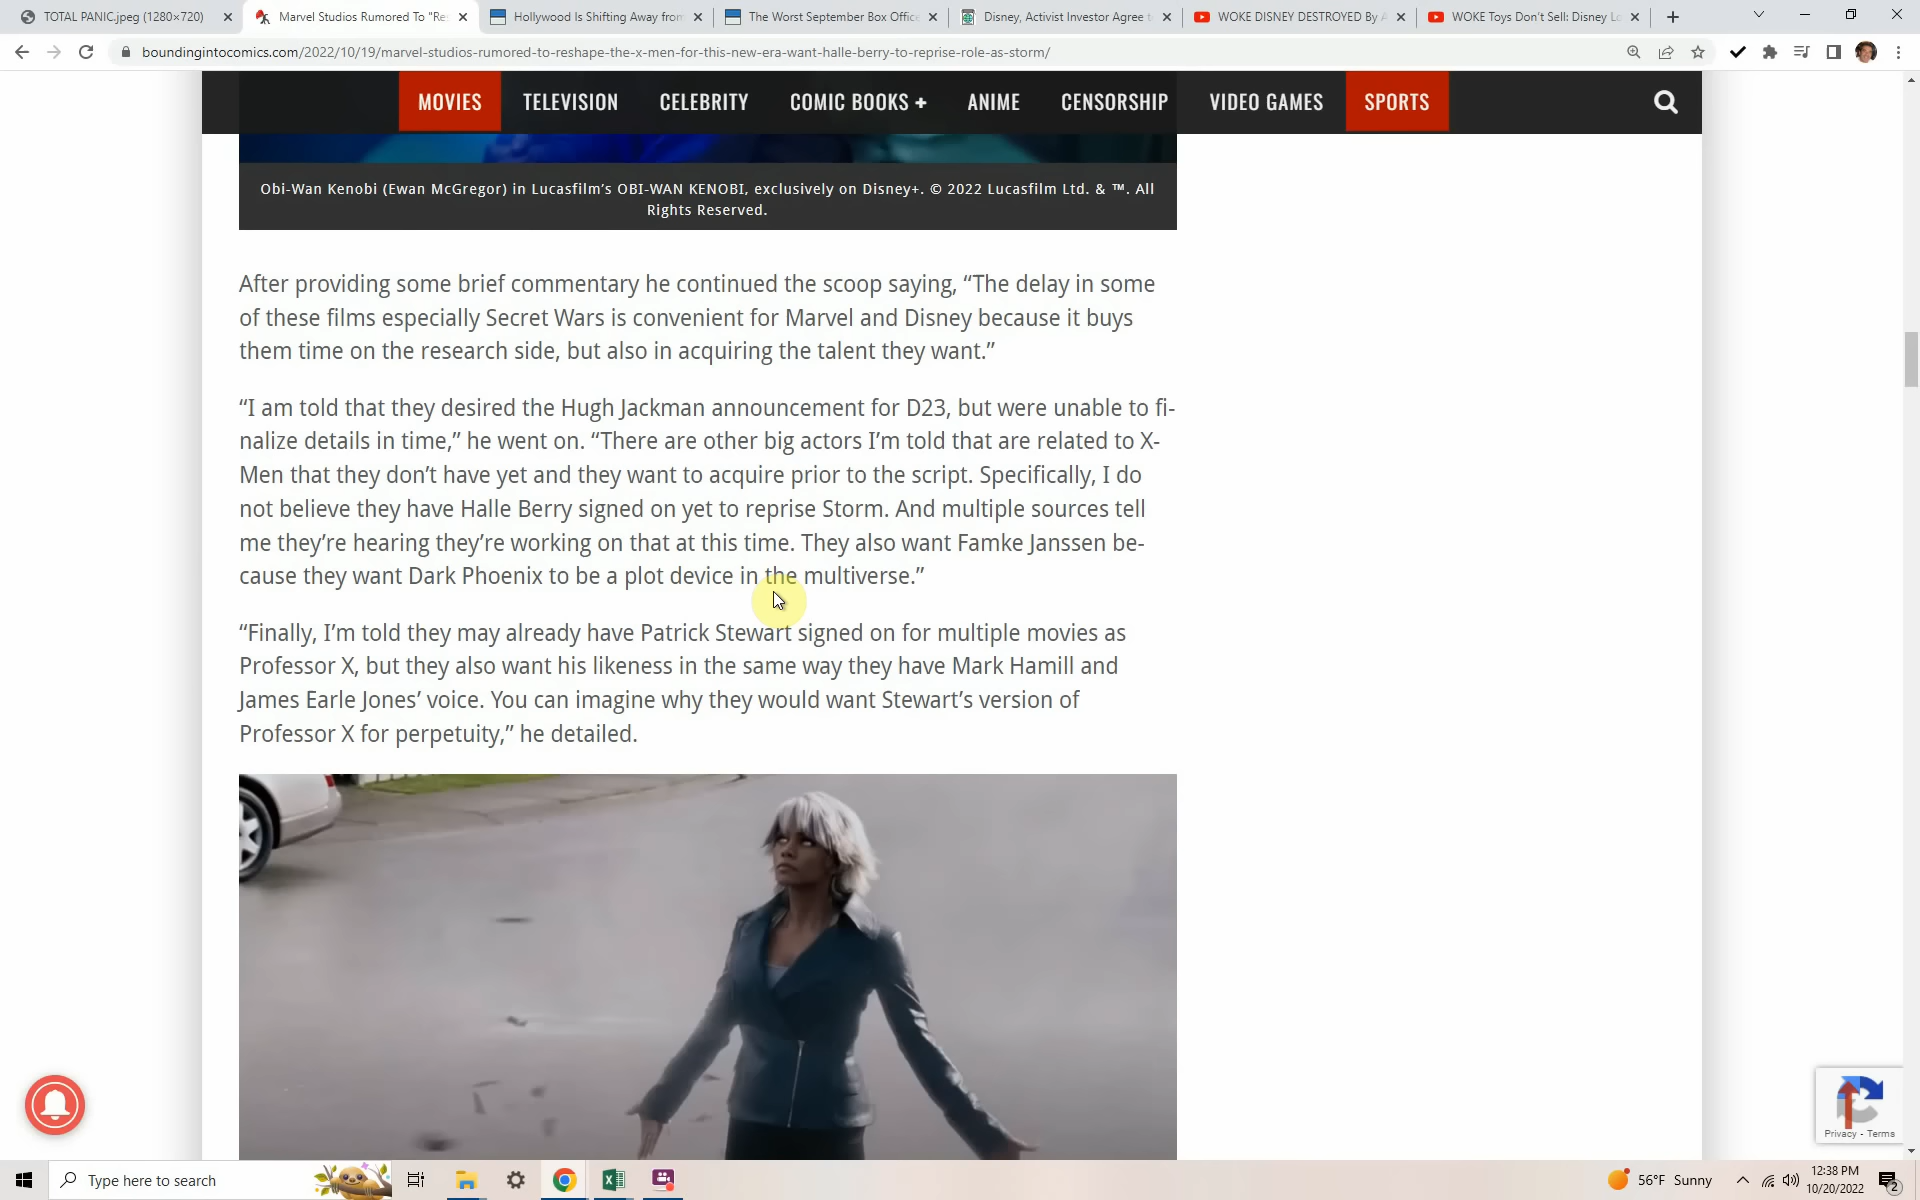 TOTAL PANIC.jpeg (1280×720)
Marvel Studios Rumored To "Re
Hollywood Is Shifting Away from
The Worst September Box Office
Disney, Activist Investor Agree t
WOKE DISNEY DESTROYED By A
WOKE Toys Don't Sell: Disney Lo
boundingintocomics.com/2022/10/19/marvel-studios-rumored-to-reshape-the-x-men-for-this-new-era-want-halle-berry-to-reprise-role-as-storm/
MOVIES TELEVISION CELEBRITY COMIC BOOKS + ANIME CENSORSHIP VIDEO GAMES SPORTS
Obi-Wan Kenobi (Ewan McGregor) in Lucasfilm's OBI-WAN KENOBI, exclusively on Disney+. © 2022 Lucasfilm Ltd. & ™. All
Rights Reserved.
After providing some brief commentary he continued the scoop saying, “The delay in some
of these films especially Secret Wars is convenient for Marvel and Disney because it buys
them time on the research side, but also in acquiring the talent they want.”
“I am told that they desired the Hugh Jackman announcement for D23, but were unable to fi-
nalize details in time,” he went on. “There are other big actors I’m told that are related to X-
Men that they don’t have yet and they want to acquire prior to the script. Specifically, I do
not believe they have Halle Berry signed on yet to reprise Storm. And multiple sources tell
me they’re hearing they’re working on that at this time. They also want Famke Janssen be-
cause they want Dark Phoenix to be a plot device in the multiverse.”
“Finally, I’m told they may already have Patrick Stewart signed on for multiple movies as
Professor X, but they also want his likeness in the same way they have Mark Hamill and
James Earle Jones’ voice. You can imagine why they would want Stewart’s version of
Professor X for perpetuity,” he detailed.
Privacy - Terms
Type here to search
56°F Sunny
12:38 PM
10/20/2022
2